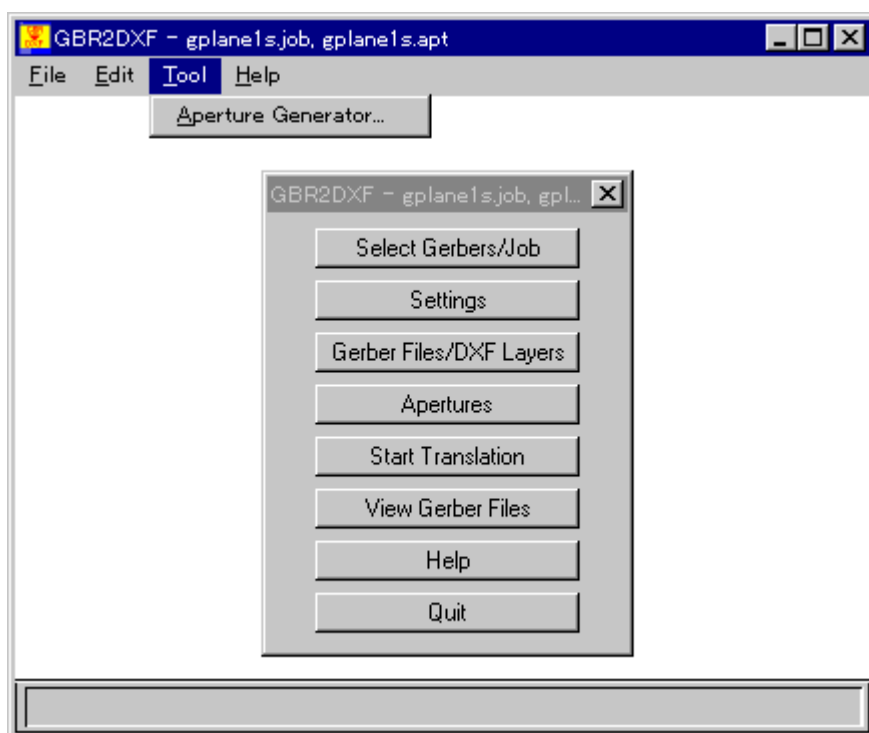 GBR2DXF - gplane1s.job, gplane1s.apt
File Edit Tool Help
Aperture Generator...
GBR2DXF - gplane1s.job, gpl...
Select Gerbers/Job
Settings
Gerber Files/DXF Layers
Apertures
Start Translation
View Gerber Files
Help
Quit